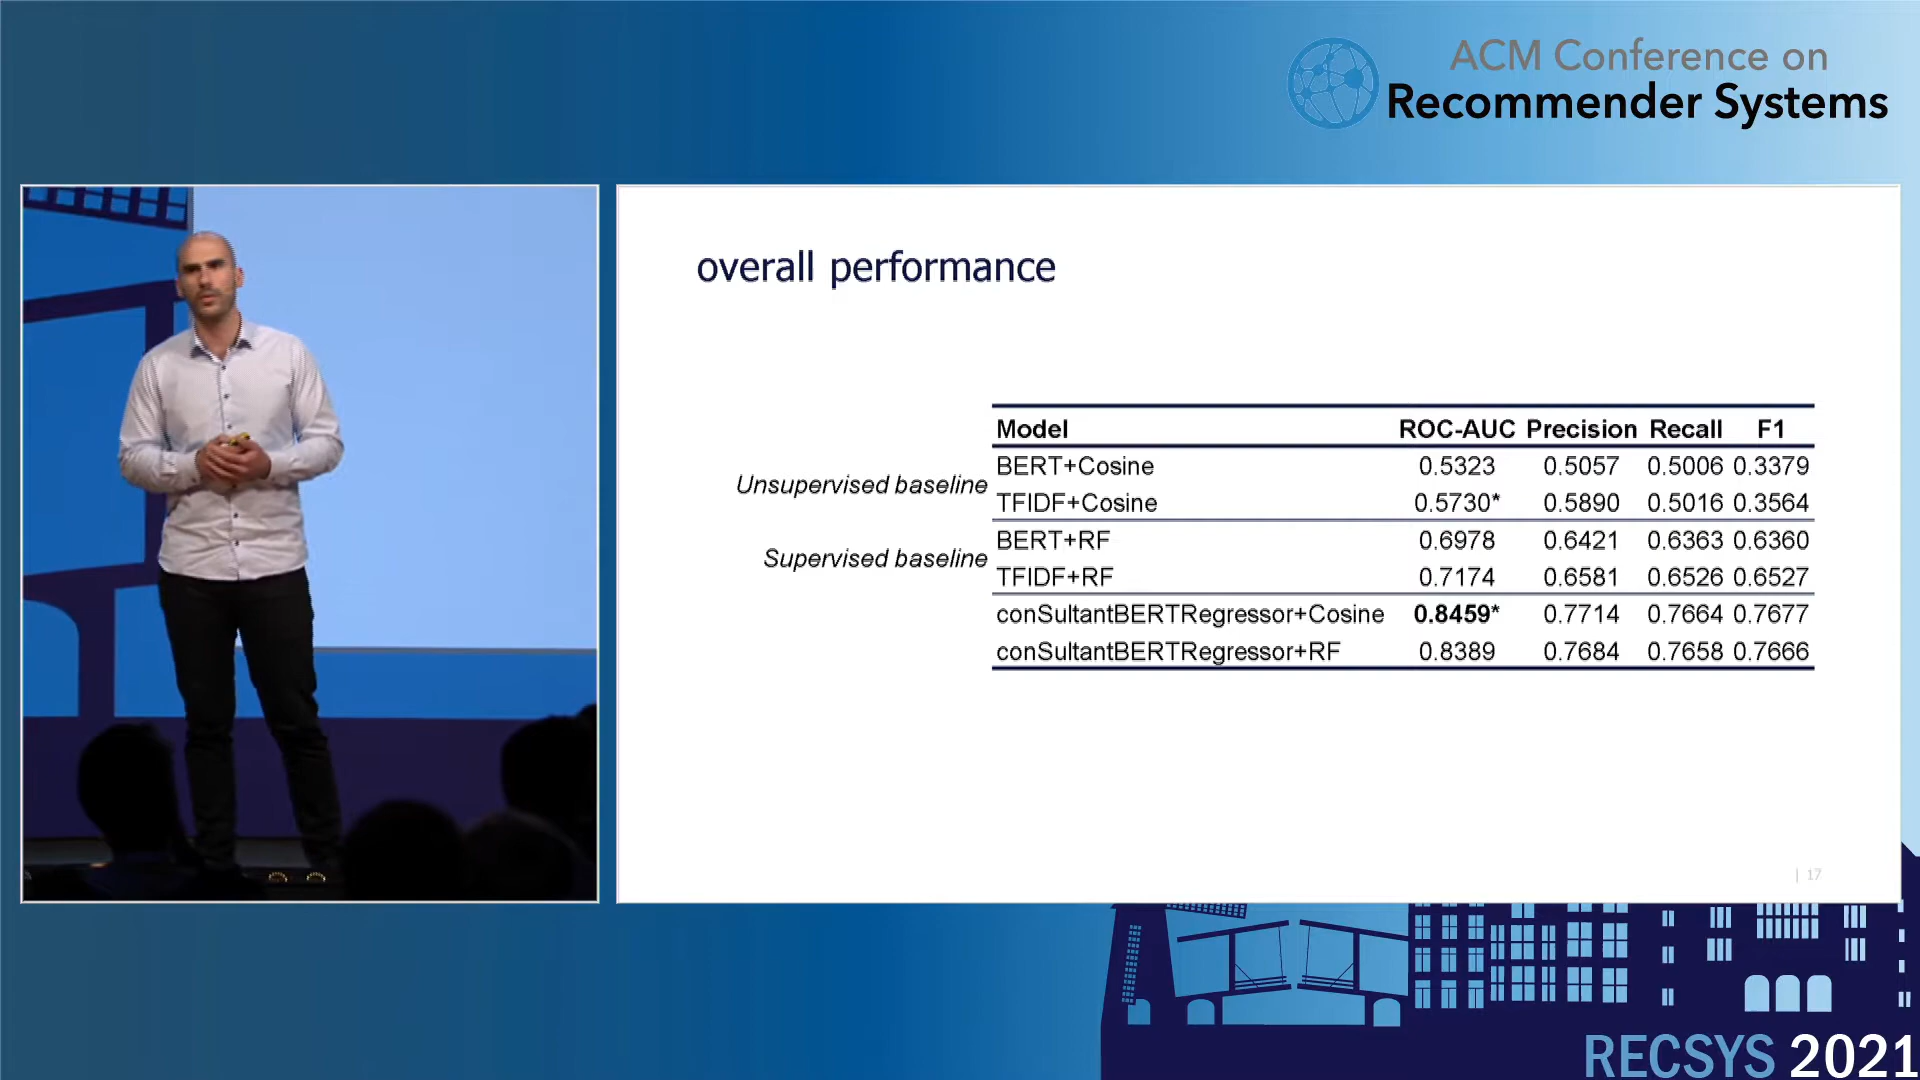 ACM Conference on
Recommender Systems
overall performance
Model ROC-AUC Precision Recall F1
Unsupervised baseline
BERT+Cosine 0.5323 0.5057 0.5006 0.3379
TFIDF+Cosine 0.5730* 0.5890 0.5016 0.3564
Supervised baseline
BERT+RF 0.6978 0.6421 0.6363 0.6360
TFIDF+RF 0.7174 0.6581 0.6526 0.6527
conSultantBERTRegressor+Cosine 0.8459* 0.7714 0.7664 0.7677
conSultantBERTRegressor+RF 0.8389 0.7684 0.7658 0.7666
| 17
RECSYS 2021